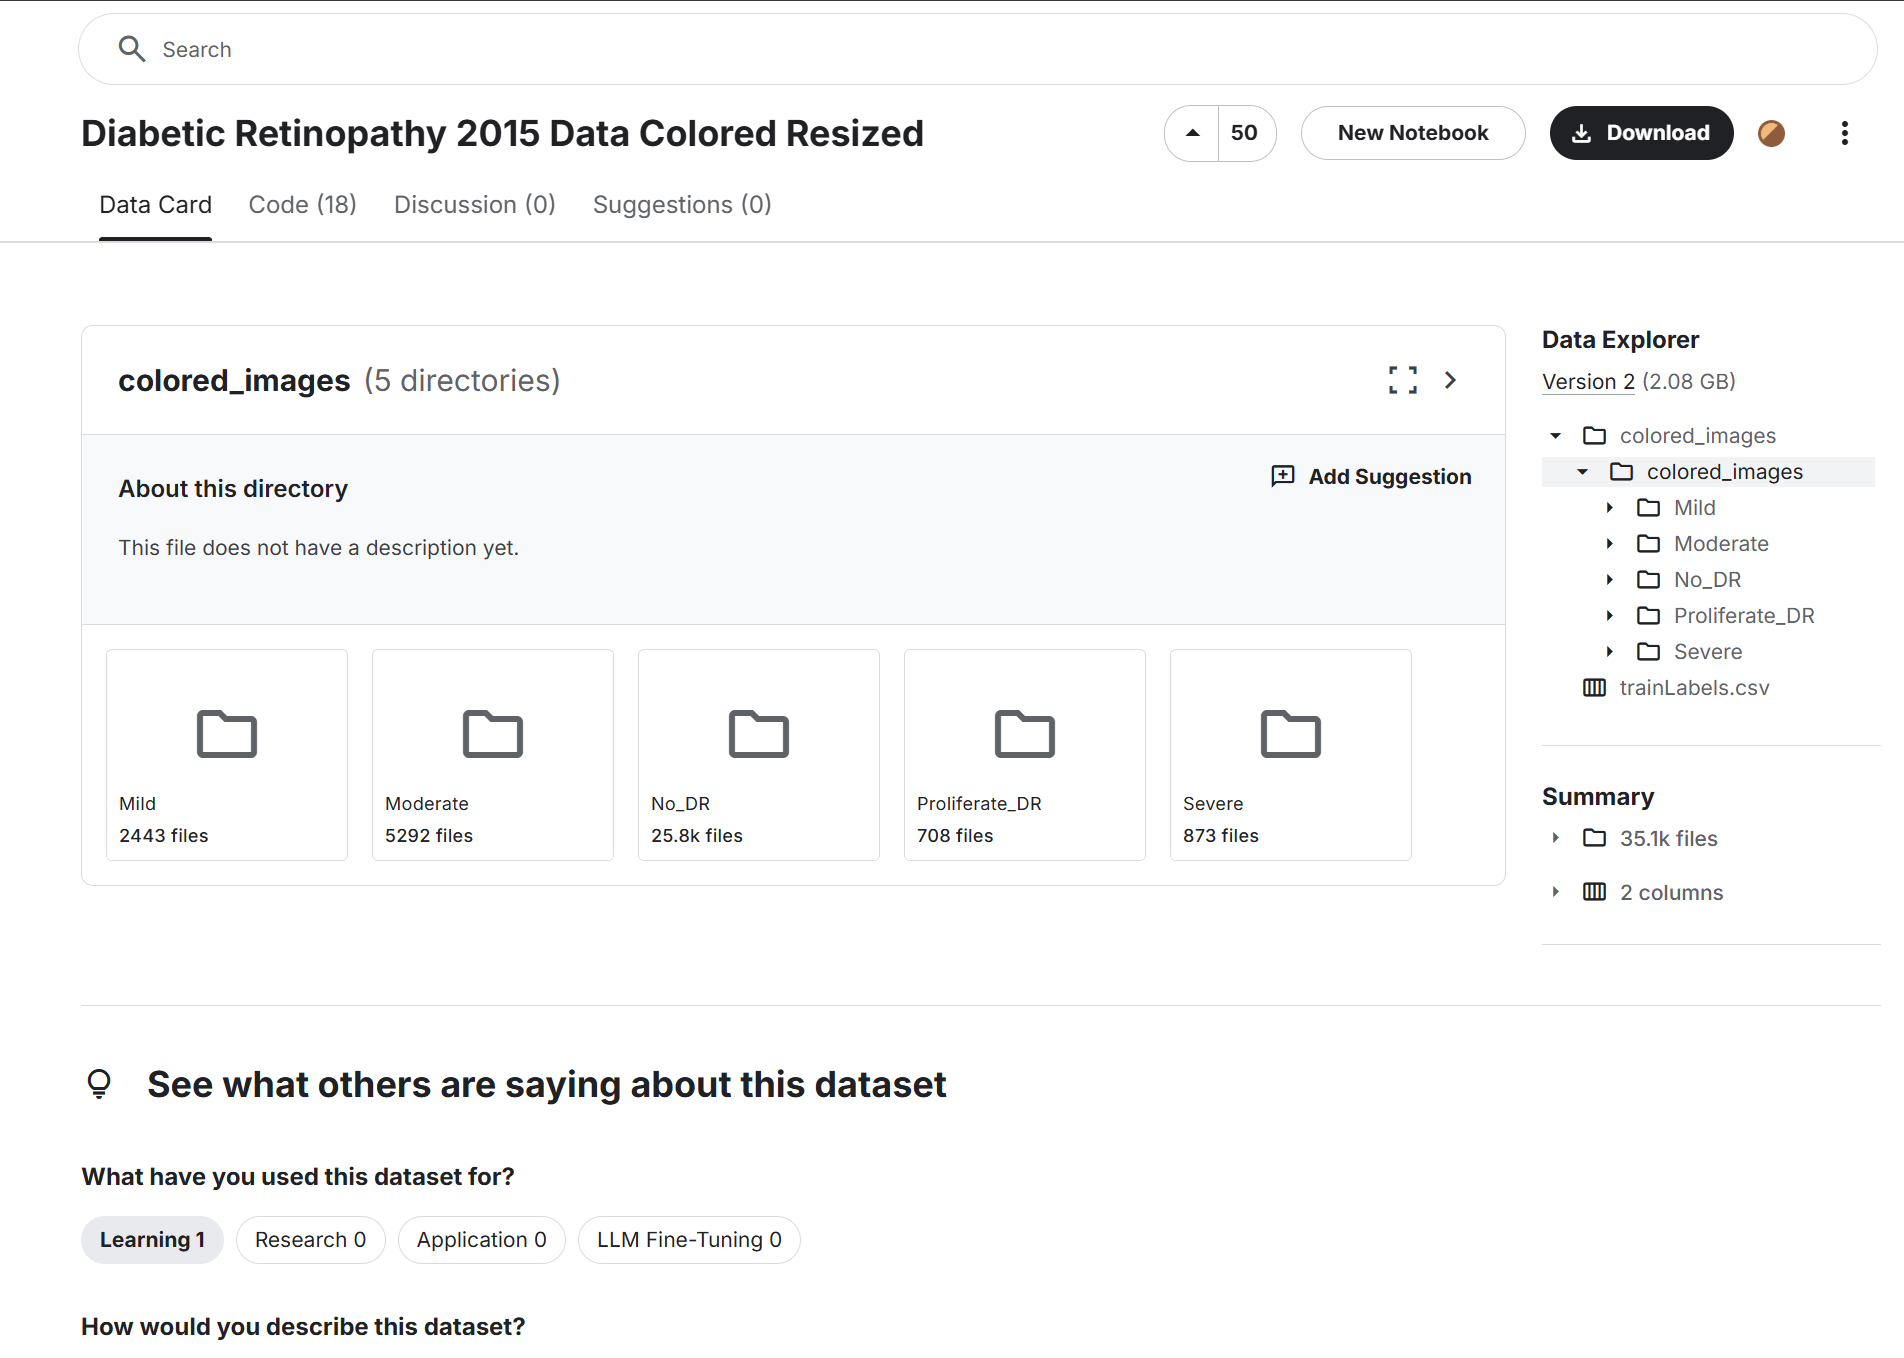 Search
Diabetic Retinopathy 2015 Data Colored Resized
50
New Notebook
Download
Data Card
Code (18)
Discussion (0)
Suggestions (0)
colored_images (5 directories)
About this directory
Add Suggestion
This file does not have a description yet.
Mild
2443 files
Moderate
5292 files
No_DR
25.8k files
Proliferate_DR
708 files
Severe
873 files
Data Explorer
Version 2 (2.08 GB)
colored_images
colored_images
Mild
Moderate
No_DR
Proliferate_DR
Severe
trainLabels.csv
Summary
35.1k files
2 columns
See what others are saying about this dataset
What have you used this dataset for?
Learning 1
Research 0
Application 0
LLM Fine-Tuning 0
How would you describe this dataset?